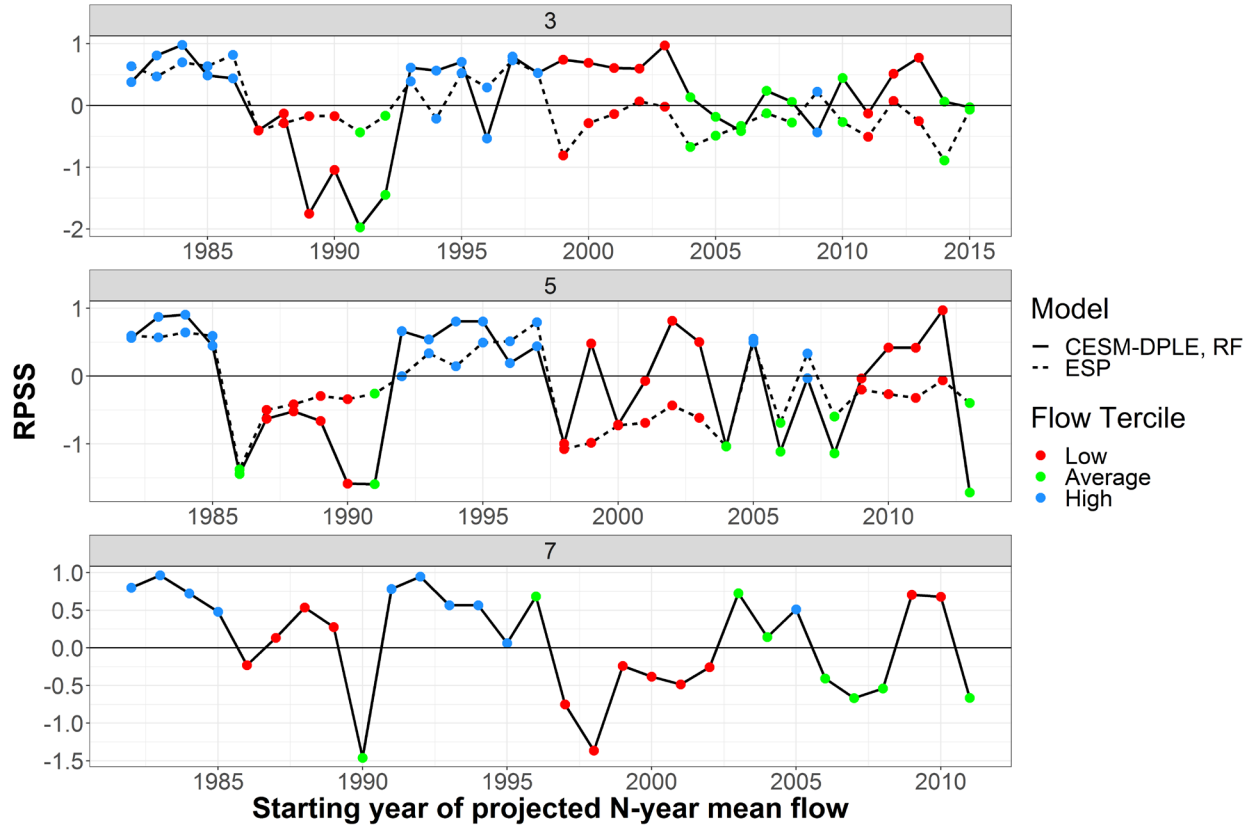 3
1
0
-1
-2
1985 1990 1995 2000 2005 2010 2015
5
1
0
-1
1985 1990 1995 2000 2005 2010
7
1.0
0.5
0.0
-0.5
-1.0
-1.5
1985 1990 1995 2000 2005 2010
RPSS
Starting year of projected N-year mean flow
Model
CESM-DPLE, RF
ESP
Flow Tercile
Low
Average
High